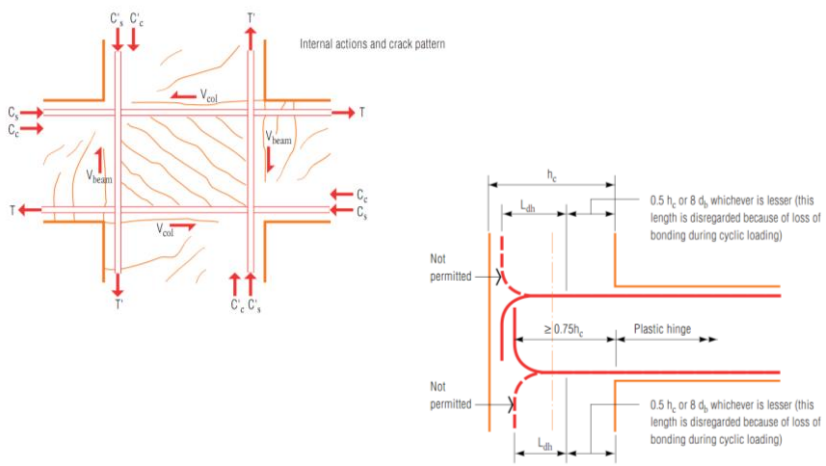 C's C'c
T'
Internal actions and crack pattern
Vcol
Cs
T
Cc
Vbeam
Vbeam
Cc
T
Cs
Vcol
T'
C'c C's
hc
Ldh
0.5 hc or 8 db whichever is lesser (this
length is disregarded because of loss of
bonding during cyclic loading)
Not
permitted
≥ 0.75hc
Plastic hinge
Not
permitted
0.5 hc or 8 db whichever is lesser (this
length is disregarded because of loss of
bonding during cyclic loading)
Ldh